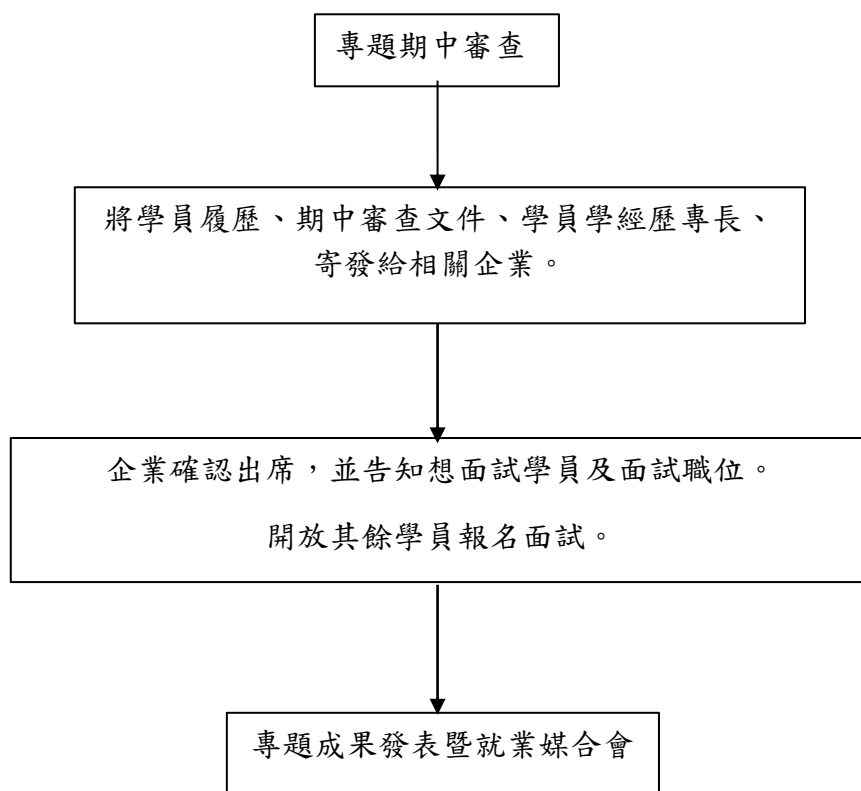 專題期中審查
將學員履歷、期中審查文件、學員學經歷專長、
寄發給相關企業。
企業確認出席，並告知想面試學員及面試職位。
開放其餘學員報名面試。
專題成果發表暨就業媒合會